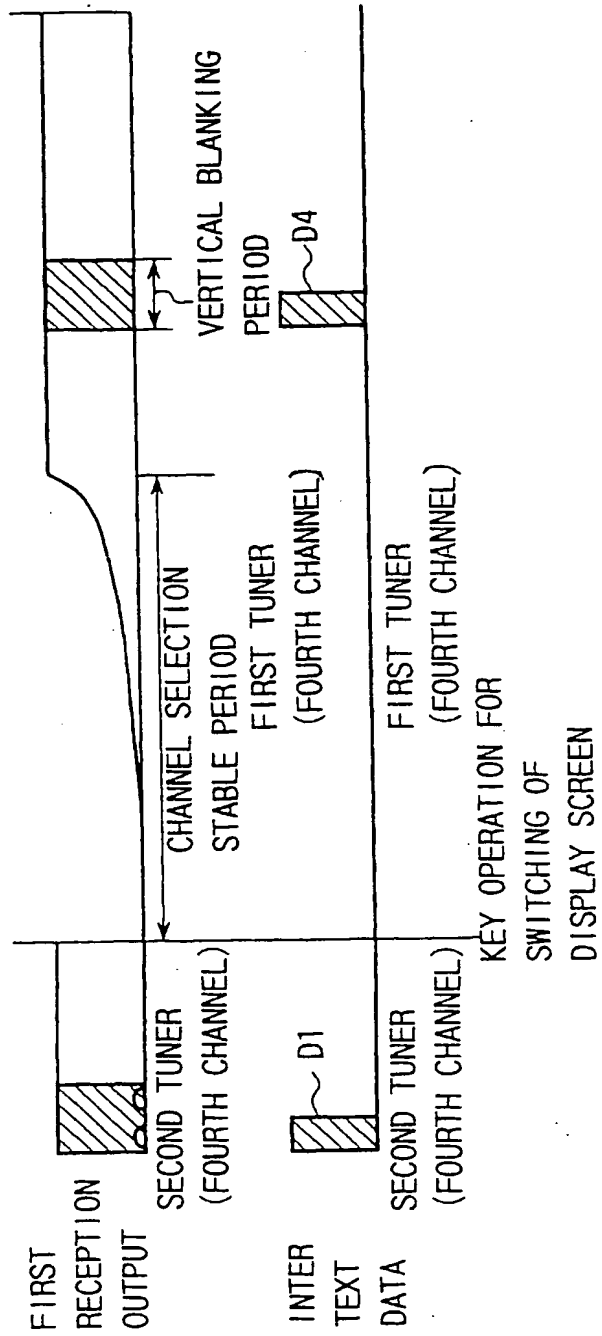 FIRST
RECEPTION
OUTPUT
SECOND TUNER
(FOURTH CHANNEL)
CHANNEL SELECTION
STABLE PERIOD
FIRST TUNER
(FOURTH CHANNEL)
VERTICAL BLANKING
PERIOD
INTER
TEXT
DATA
D1
D4
SECOND TUNER
(FOURTH CHANNEL)
FIRST TUNER
(FOURTH CHANNEL)
KEY OPERATION FOR
SWITCHING OF
DISPLAY SCREEN